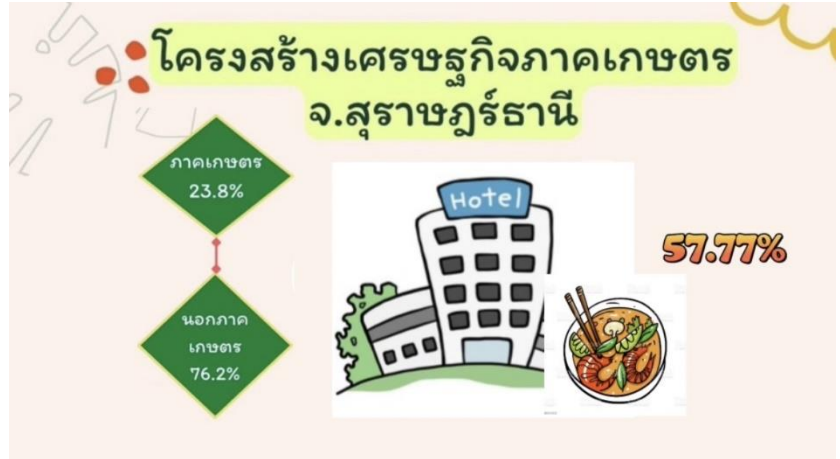 โครงสร้างเศรษฐกิจภาคเกษตร
จ.สุราษฎร์ธานี
ภาคเกษตร
23.8%
Hotel
57.77%
นอกภาค
เกษตร
76.2%